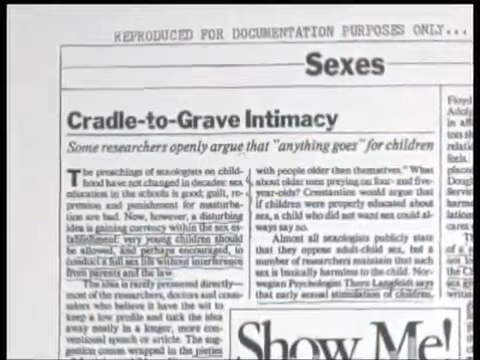 REPRODUCED FOR DOCUMENTATION PURPOSES ONLY...
Sexes
Cradle-to-Grave Intimacy
Some researchers openly argue that "anything goes" for children
The preachings of sexologists on child-
hood have not changed in decades: sex
education in the schools is good; guilt, re-
pression and punishment for masturba-
tion are bad. Now, however, a disturbing
idea is gaining currency within the sex es-
tablishment: very young children should
be allowed, and perhaps encouraged, to
conduct a full sex life without interference
from parents and the law.
The idea is rarely presented directly—
most of the researchers, doctors and coun-
selors who believe it have the wit to
keep a low profile and tuck the idea
away neatly in a longer, more con-
ventional speech or article. The sug-
gestion comes wrapped in the pieties
with people older than themselves." What
about older men preying on four- and five-
year-olds? Constantine would argue that
if children were properly educated about
sex, a child who did not want sex could al-
ways say no.
Almost all sexologists publicly state
that they oppose adult-child sex, but a
number of researchers maintain that such
sex is basically harmless to the child. Nor-
wegian Psychologist Thore Langfeldt says
that early sexual stimulation of children,
Show Me!
Floyd